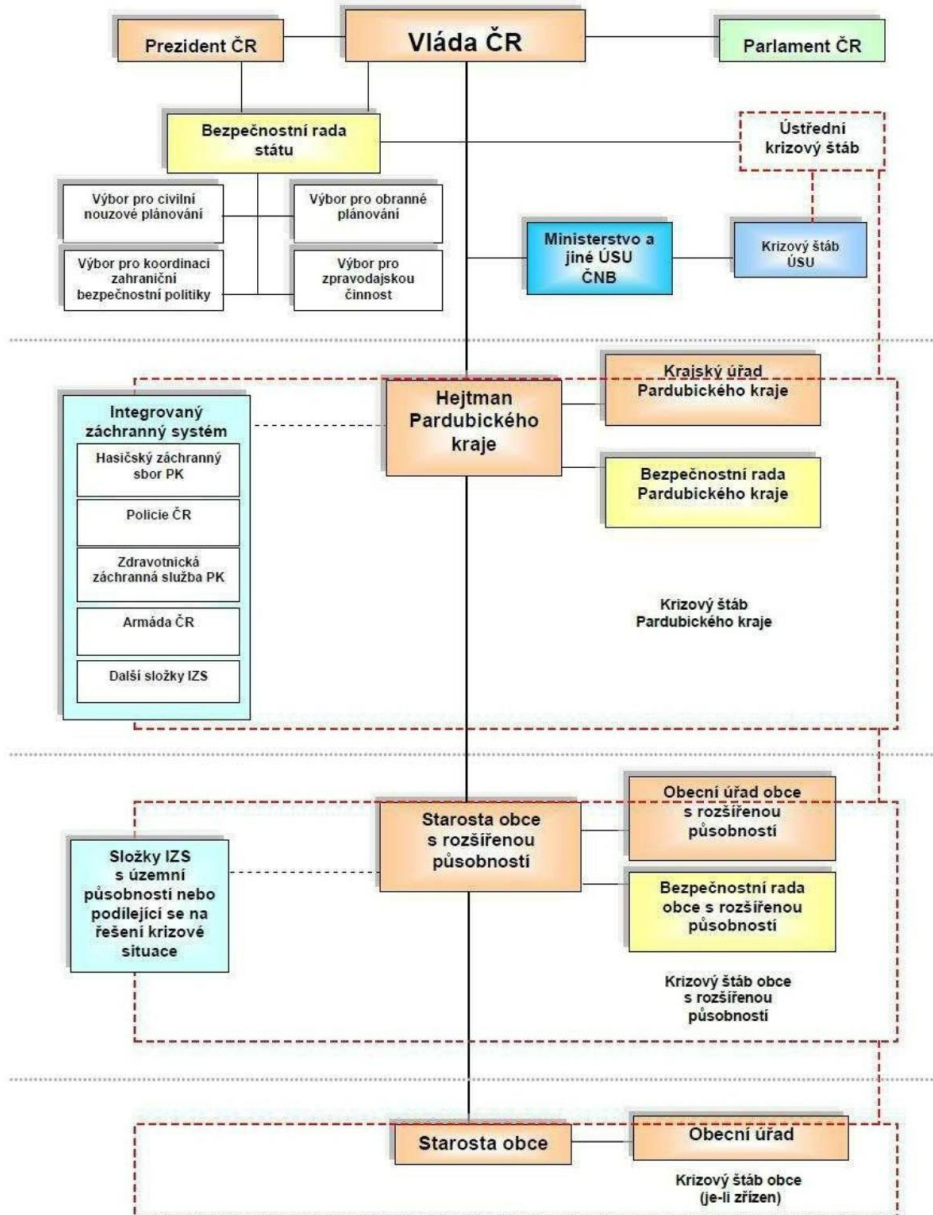 Prezident ČR
Vláda ČR
Parlament ČR
Bezpečnostní rada
státu
Ústřední
krizový štáb
Výbor pro civilní
nouzové plánování
Výbor pro obranné
plánování
Výbor pro koordinaci
zahraniční
bezpečnostní politiky
Výbor pro
zpravodajskou
činnost
Ministerstvo a
jiné ÚSU
ČNB
Krizový štáb
ÚSU
Integrovaný
záchranný systém
Hasičský záchranný
sbor PK
Policie ČR
Zdravotnická
záchranná služba PK
Armáda ČR
Další složky IZS
Hejtman
Pardubického
kraje
Krajský úřad
Pardubického kraje
Bezpečnostní rada
Pardubického kraje
Krizový štáb
Pardubického kraje
Složky IZS
s územní
působností nebo
podílející se na
řešení krizové
situace
Starosta obce
s rozšířenou
působností
Obecní úřad obce
s rozšířenou
působností
Bezpečnostní rada
obce s rozšířenou
působností
Krizový štáb obce
s rozšířenou
působností
Starosta obce
Obecní úřad
Krizový štáb obce
(je-li zřízen)